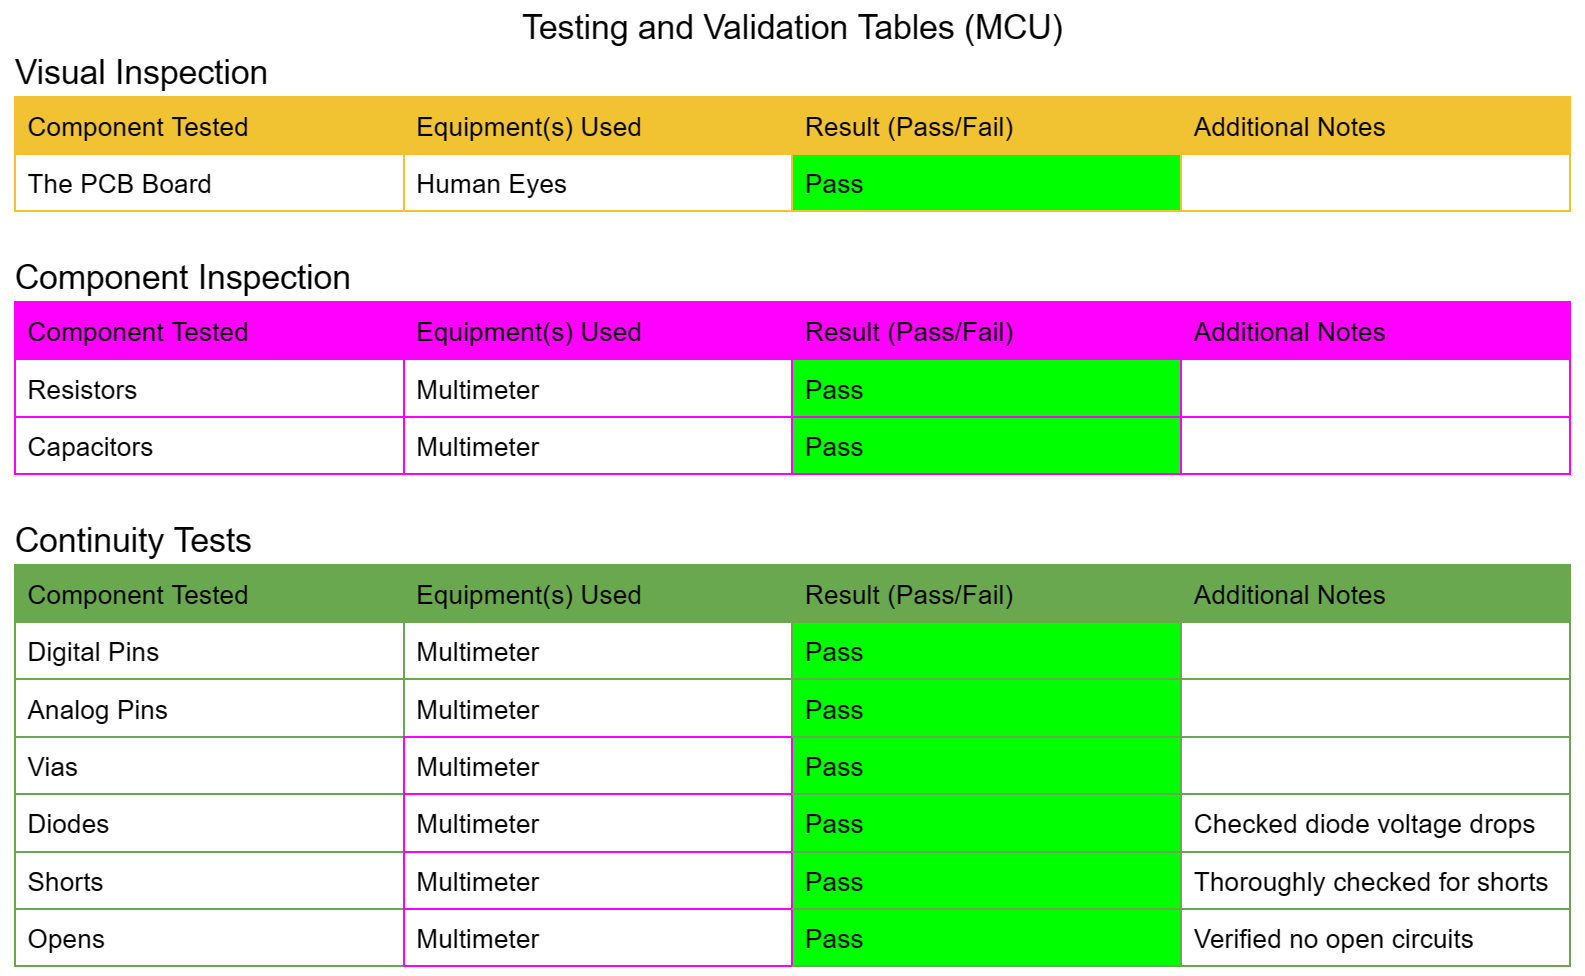 Testing and Validation Tables (MCU)
Visual Inspection
Component Tested Equipment(s) Used Result (Pass/Fail) Additional Notes
The PCB Board Human Eyes Pass
Component Inspection
Component Tested Equipment(s) Used Result (Pass/Fail) Additional Notes
Resistors Multimeter Pass
Capacitors Multimeter Pass
Continuity Tests
Component Tested Equipment(s) Used Result (Pass/Fail) Additional Notes
Digital Pins Multimeter Pass
Analog Pins Multimeter Pass
Vias Multimeter Pass
Diodes Multimeter Pass Checked diode voltage drops
Shorts Multimeter Pass Thoroughly checked for shorts
Opens Multimeter Pass Verified no open circuits